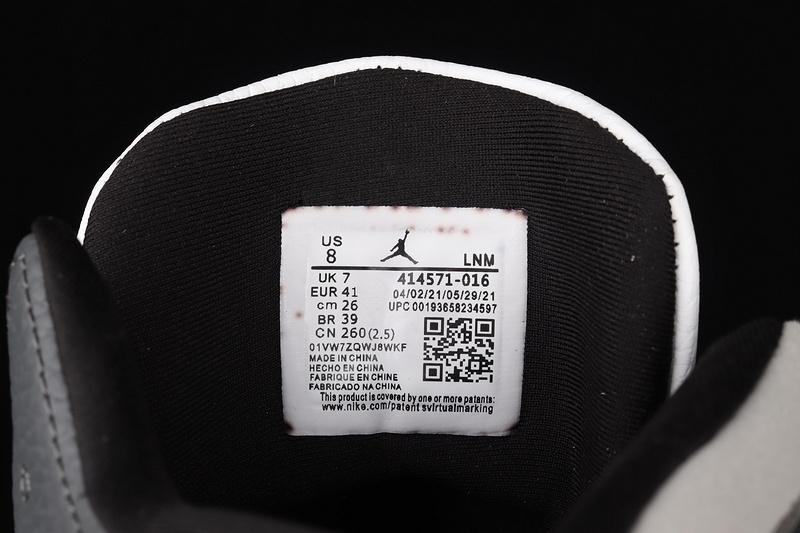 US
8
LNM
UK 7
EUR 41
cm 26
BR 39
CN 260 (2.5)
414571-016
04/02/21/05/29/21
UPC 00193658234597
01VW7ZQWJ8WKF
MADE IN CHINA
HECHO EN CHINA
FABRIQUE EN CHINE
FABRICADO NA CHINA
This product is covered by one or more patents:
www.nike.com/patent svirtualmarking